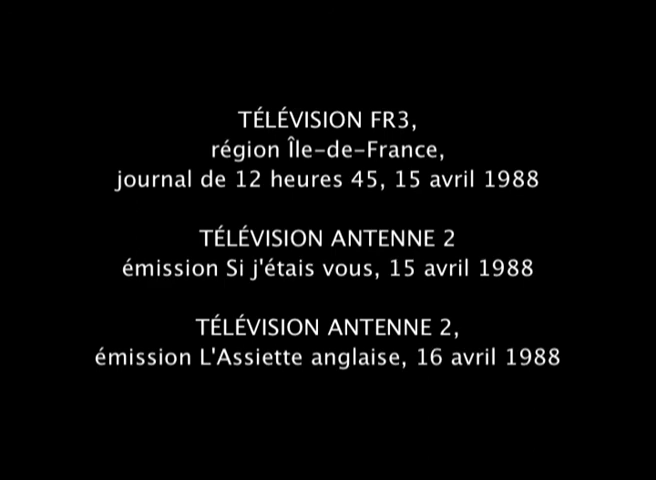 TÉLÉVISION FR3,
région Île-de-France,
journal de 12 heures 45, 15 avril 1988
TÉLÉVISION ANTENNE 2
émission Si j'étais vous, 15 avril 1988
TÉLÉVISION ANTENNE 2,
émission L'Assiette anglaise, 16 avril 1988